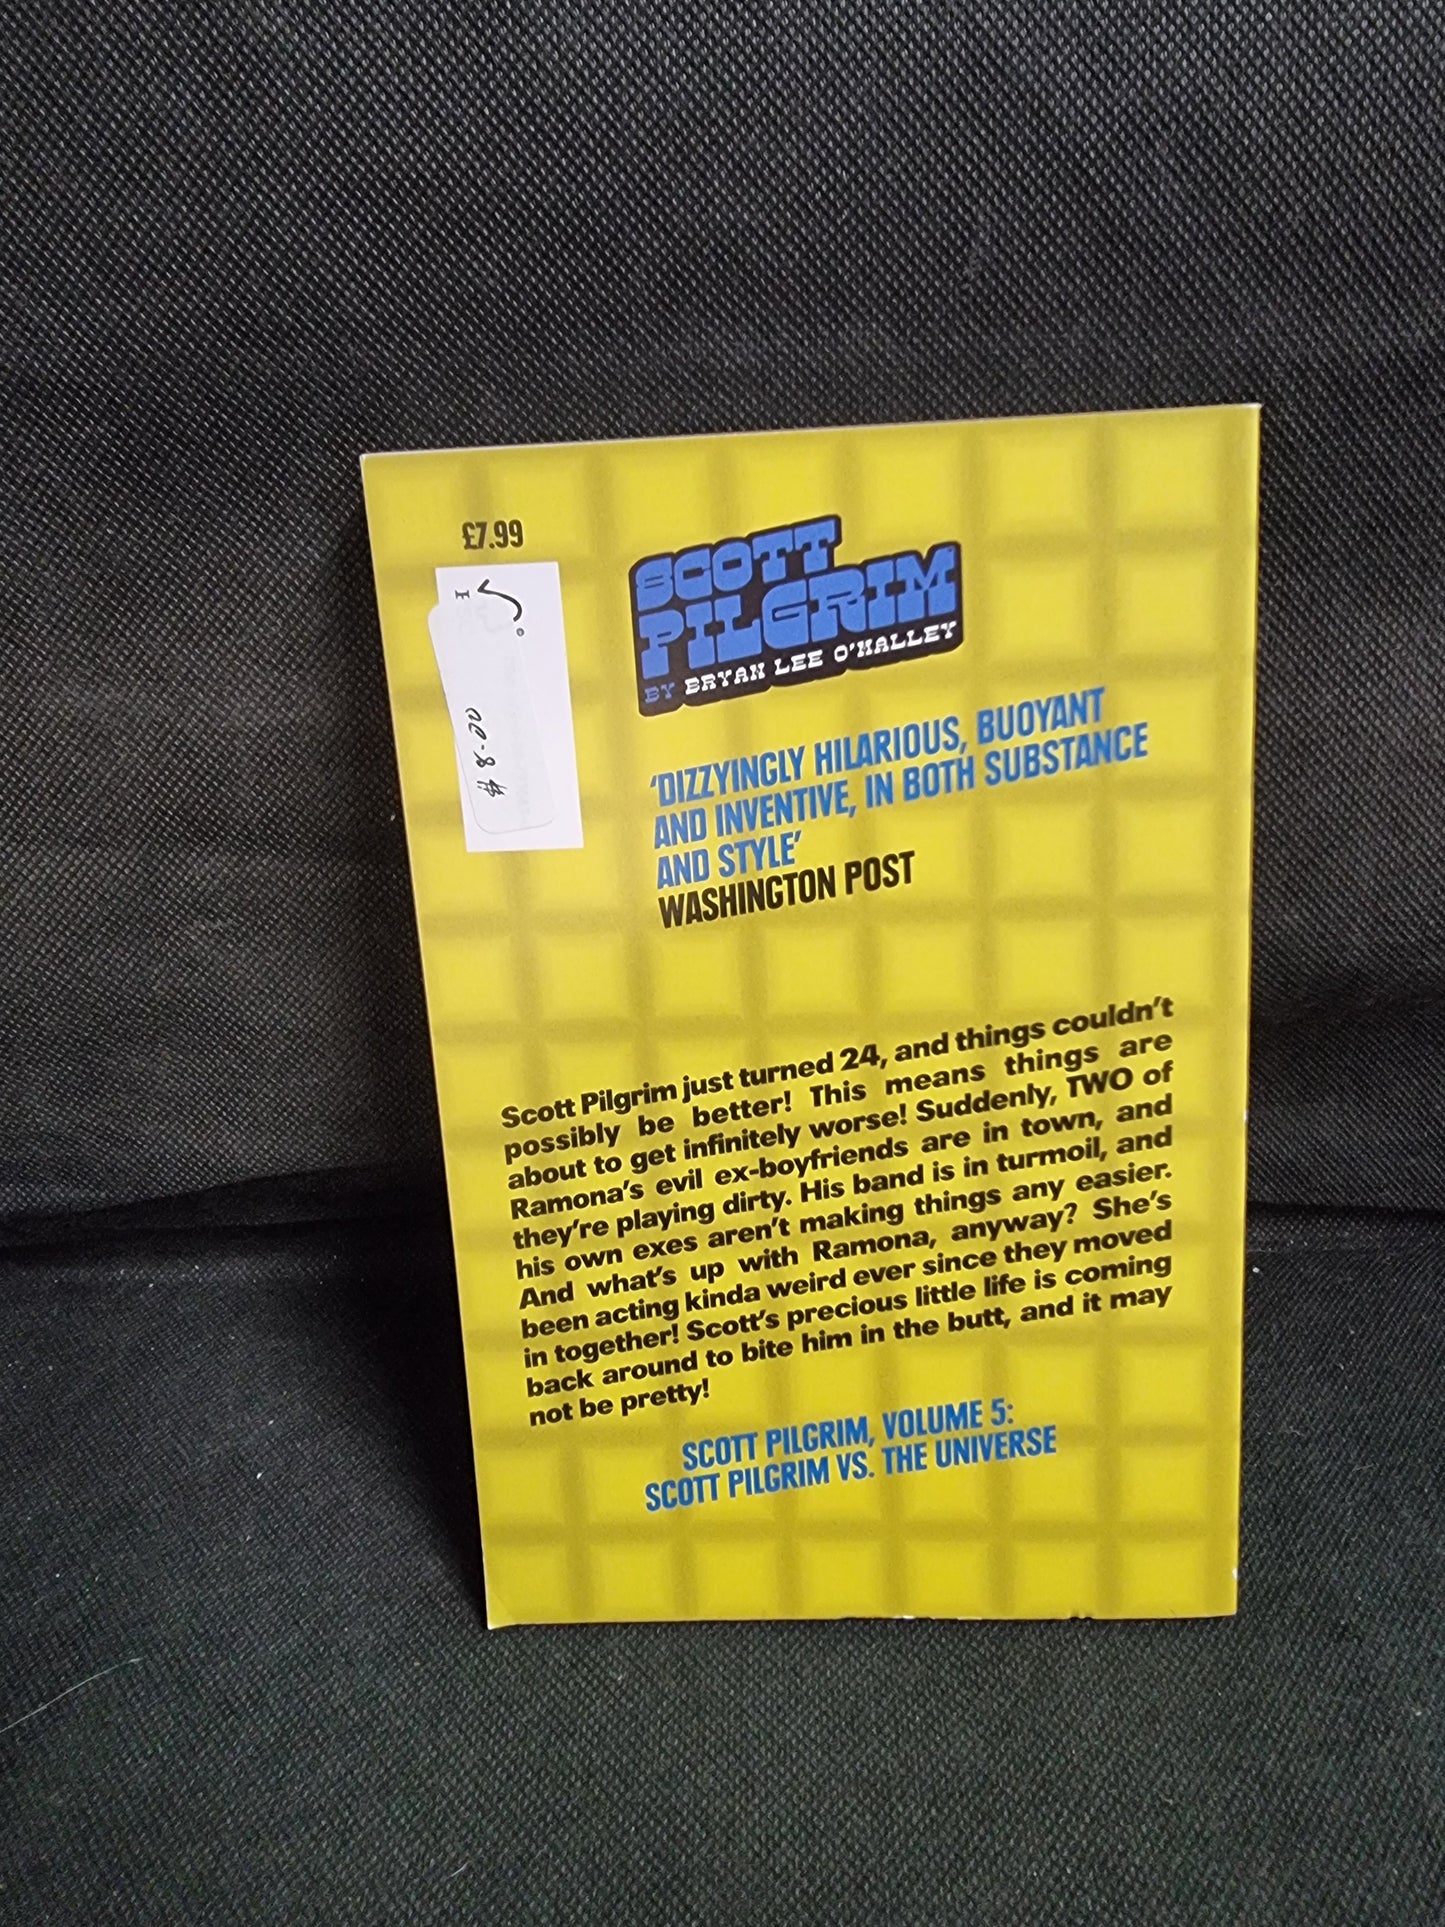 £7.99
$8.00
SCOTT
PILGRIM
BY BRYAN LEE O'MALLEY
'DIZZYINGLY HILARIOUS, BUOYANT
AND INVENTIVE, IN BOTH SUBSTANCE
AND STYLE'
WASHINGTON POST
Scott Pilgrim just turned 24, and things couldn't
possibly be better! This means things are
about to get infinitely worse! Suddenly, TWO of
Ramona's evil ex-boyfriends are in town, and
they're playing dirty. His band is in turmoil, and
his own exes aren't making things any easier.
And what's up with Ramona, anyway? She's
been acting kinda weird ever since they moved
in together! Scott's precious little life is coming
back around to bite him in the butt, and it may
not be pretty!
SCOTT PILGRIM, VOLUME 5:
SCOTT PILGRIM VS. THE UNIVERSE